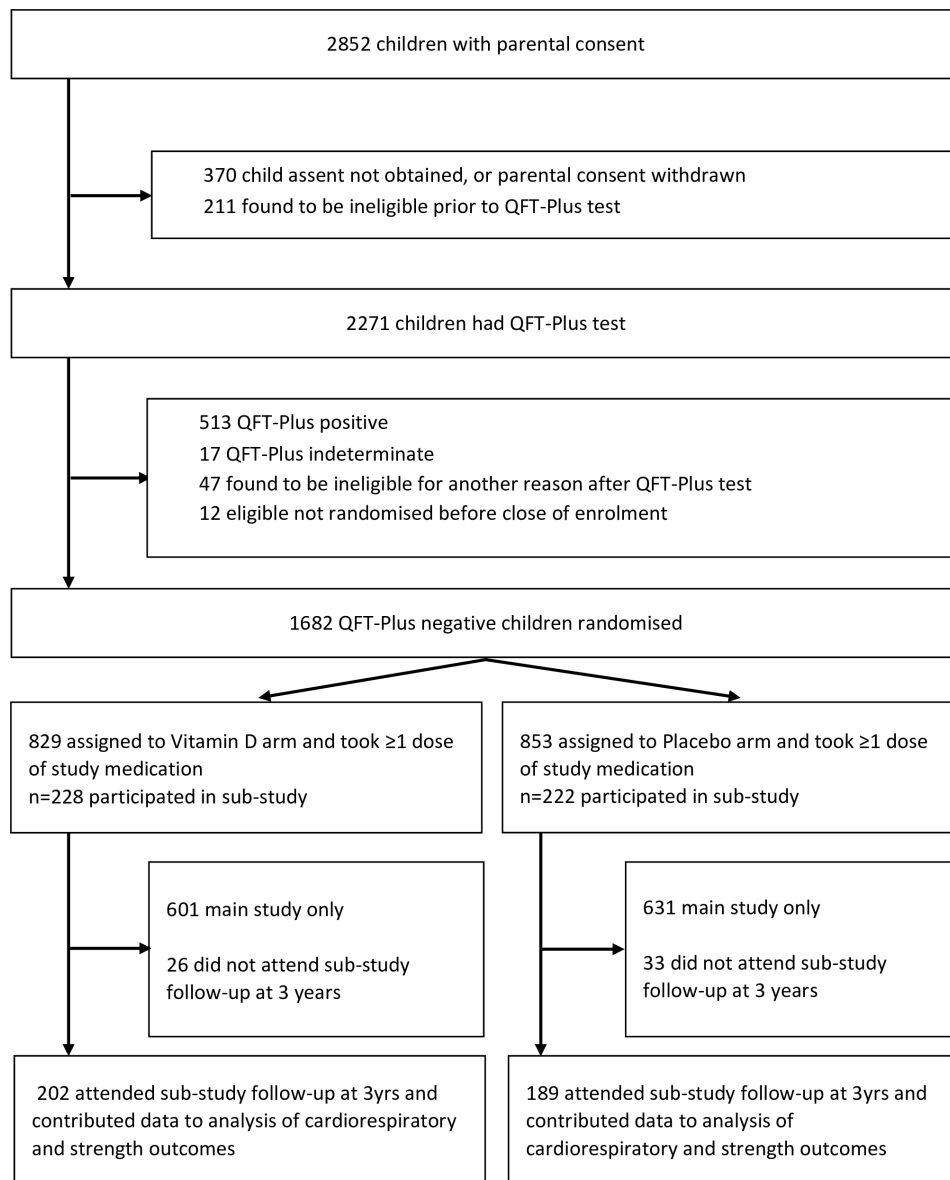 2852 children with parental consent
370 child assent not obtained, or parental consent withdrawn
211 found to be ineligible prior to QFT-Plus test
2271 children had QFT-Plus test
513 QFT-Plus positive
17 QFT-Plus indeterminate
47 found to be ineligible for another reason after QFT-Plus test
12 eligible not randomised before close of enrolment
1682 QFT-Plus negative children randomised
829 assigned to Vitamin D arm and took ≥1 dose
of study medication
n=228 participated in sub-study
853 assigned to Placebo arm and took ≥1 dose
of study medication
n=222 participated in sub-study
601 main study only
26 did not attend sub-study
follow-up at 3 years
631 main study only
33 did not attend sub-study
follow-up at 3 years
202 attended sub-study follow-up at 3yrs and
contributed data to analysis of cardiorespiratory
and strength outcomes
189 attended sub-study follow-up at 3yrs and
contributed data to analysis of
cardiorespiratory and strength outcomes